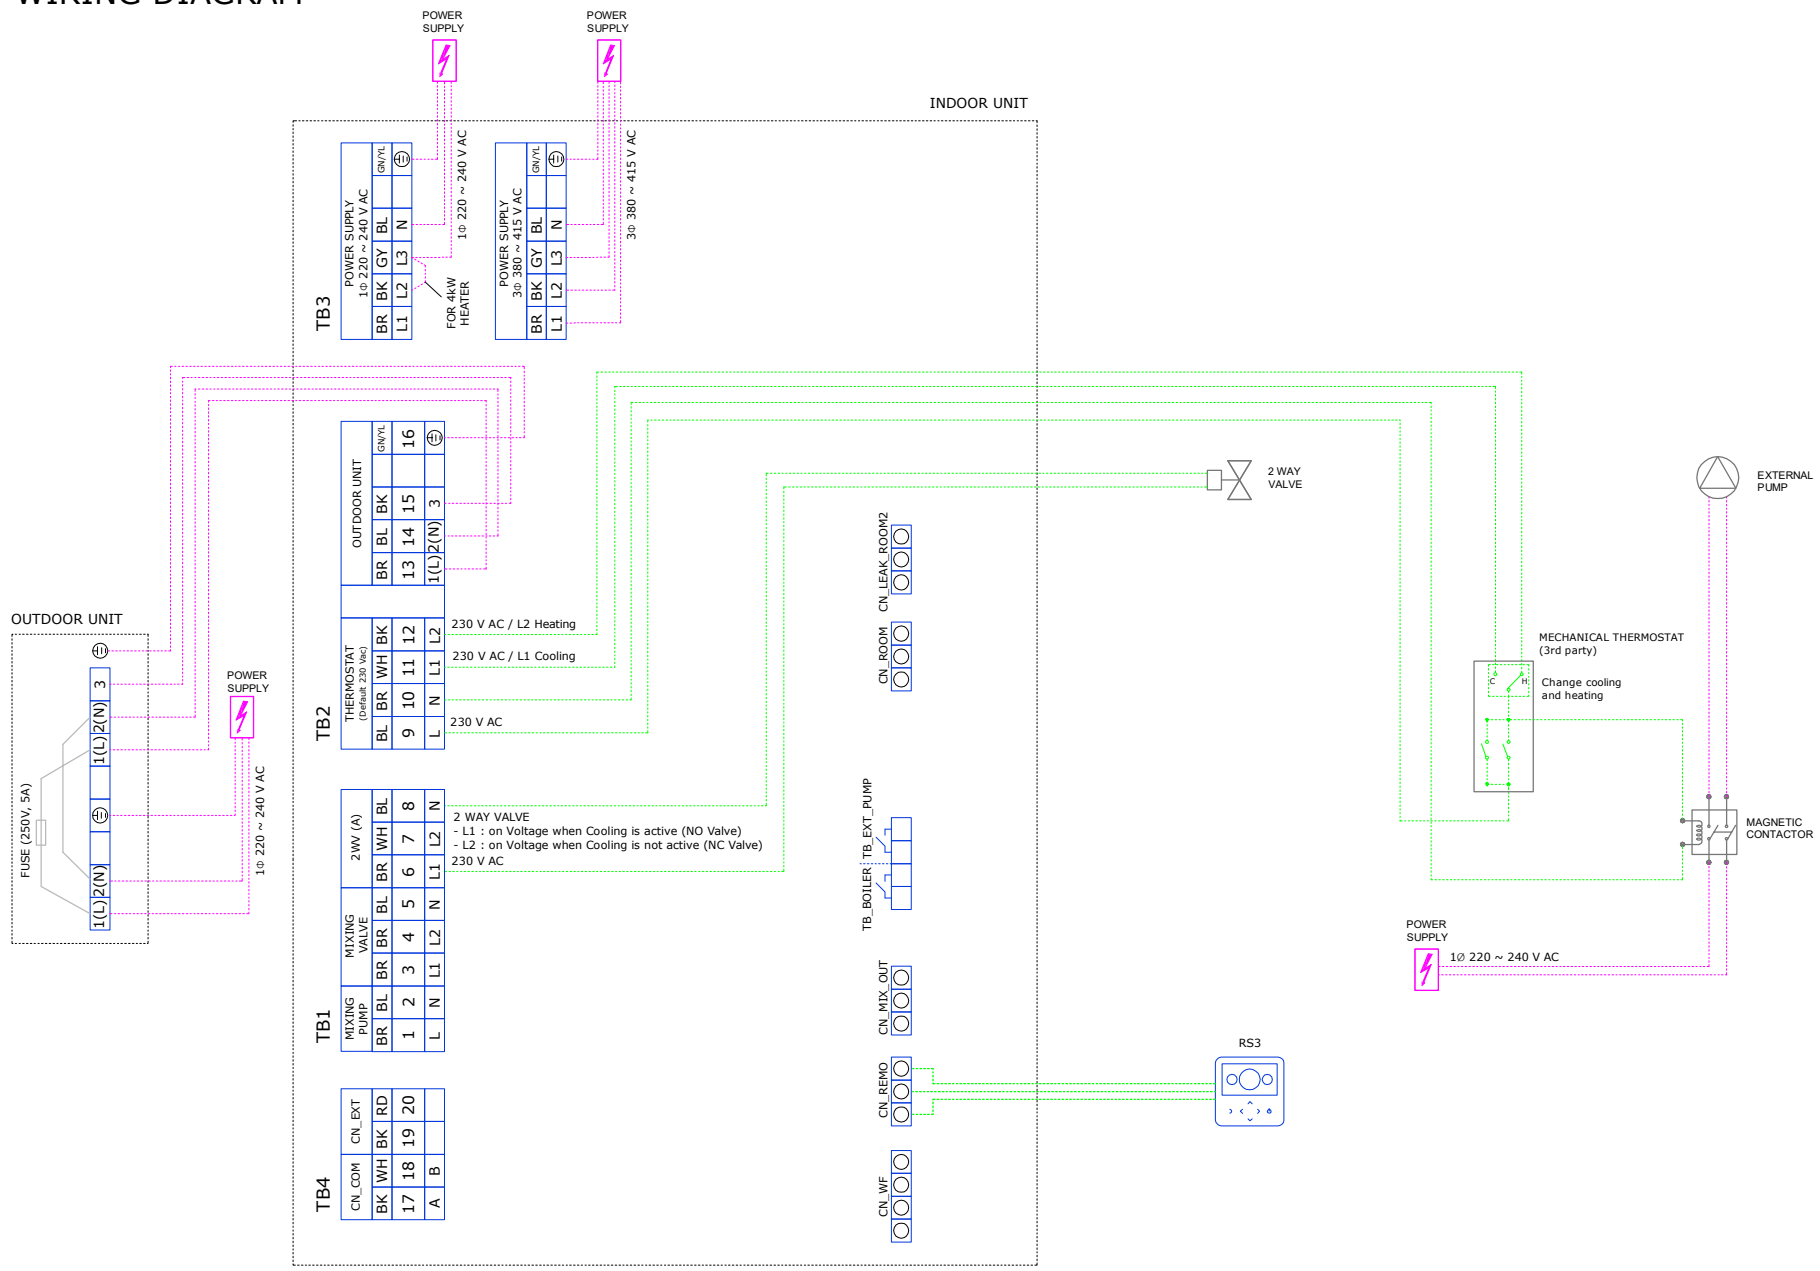 WIRING DIAGRAM
POWER
SUPPLY
POWER
SUPPLY
INDOOR UNIT
TB3
POWER SUPPLY
1Φ 220 ~ 240 V AC
BR BK GY BL GN/YL
L1 L2 L3 N
1Φ 220 ~ 240 V AC
FOR 4kW
HEATER
POWER SUPPLY
3Φ 380 ~ 415 V AC
BR BK GY BL GN/YL
L1 L2 L3 N
3Φ 380 ~ 415 V AC
TB2
OUTDOOR UNIT
BR BL BK GN/YL
13 14 15 16
1(L) 2(N) 3
THERMOSTAT
(Default 230 Vac)
BL BR WH BK
9 10 11 12
L N L1 L2
230 V AC / L2 Heating
230 V AC / L1 Cooling
230 V AC
OUTDOOR UNIT
3
2(N)
1(L)
2(N)
1(L)
FUSE (250V, 5A)
POWER
SUPPLY
1Φ 220 ~ 240 V AC
TB1
2WV (A)
BR WH BL
6 7 8
L1 L2 N
2 WAY VALVE
- L1 : on Voltage when Cooling is active (NO Valve)
- L2 : on Voltage when Cooling is not active (NC Valve)
230 V AC
MIXING
VALVE
BR BR BL
3 4 5
L1 L2 N
MIXING
PUMP
BR BL
1 2
L N
TB4
CN_EXT
BK RD
19 20
CN_COM
BK WH
17 18
A B
CN_LEAK_ROOM2
CN_ROOM
TB_EXT_PUMP
TB_BOILER
CN_MIX_OUT
CN_REMO
CN_WF
2 WAY
VALVE
EXTERNAL
PUMP
MECHANICAL THERMOSTAT
(3rd party)
C H
Change cooling
and heating
MAGNETIC
CONTACTOR
POWER
SUPPLY
1Ø 220 ~ 240 V AC
RS3